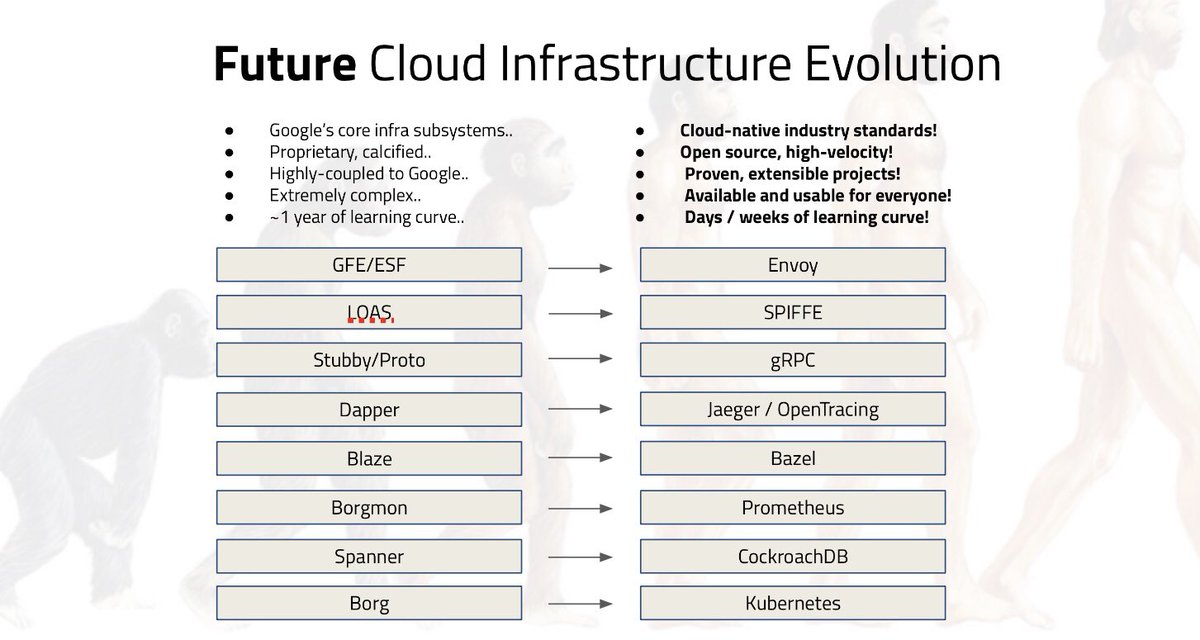 Future Cloud Infrastructure Evolution
● Google's core infra subsystems..
● Proprietary, calcified..
● Highly-coupled to Google..
● Extremely complex..
● ~1 year of learning curve..
● Cloud-native industry standards!
● Open source, high-velocity!
● Proven, extensible projects!
● Available and usable for everyone!
● Days / weeks of learning curve!
GFE/ESF
Envoy
LOAS
SPIFFE
Stubby/Proto
gRPC
Dapper
Jaeger / OpenTracing
Blaze
Bazel
Borgmon
Prometheus
Spanner
CockroachDB
Borg
Kubernetes